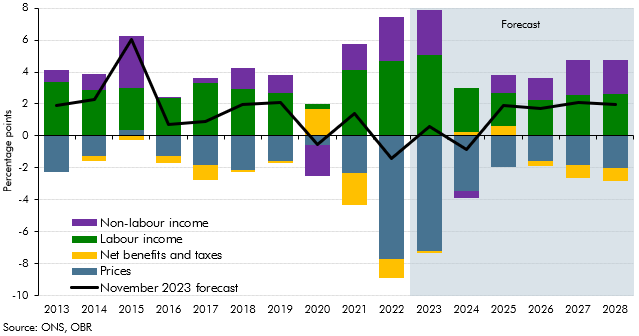 8
6
4
2
0
-2
-4
-6
-8
-10
Percentage points
Forecast
Non-labour income
Labour income
Net benefits and taxes
Prices
November 2023 forecast
2013 2014 2015 2016 2017 2018 2019 2020 2021 2022 2023 2024 2025 2026 2027 2028
Source: ONS, OBR